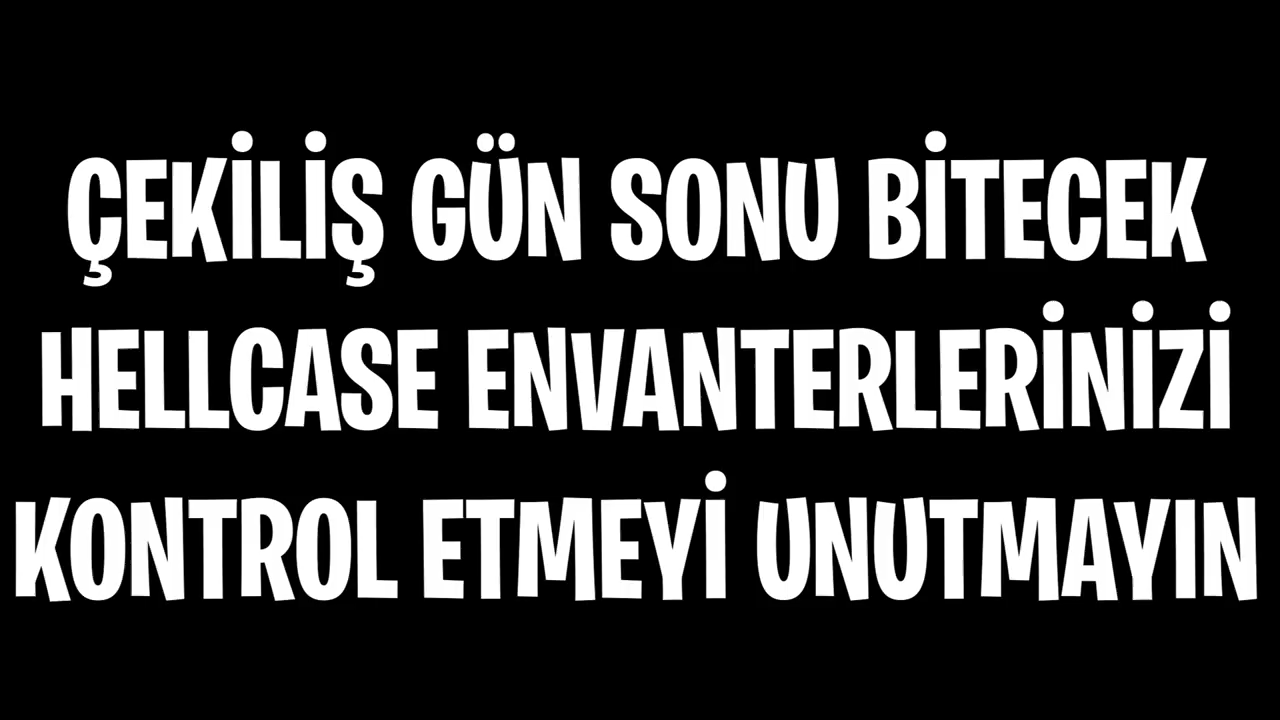 ÇEKİLİŞ GÜN SONU BİTECEK
HELLCASE ENVANTERLERİNİZİ
KONTROL ETMEYİ UNUTMAYIN